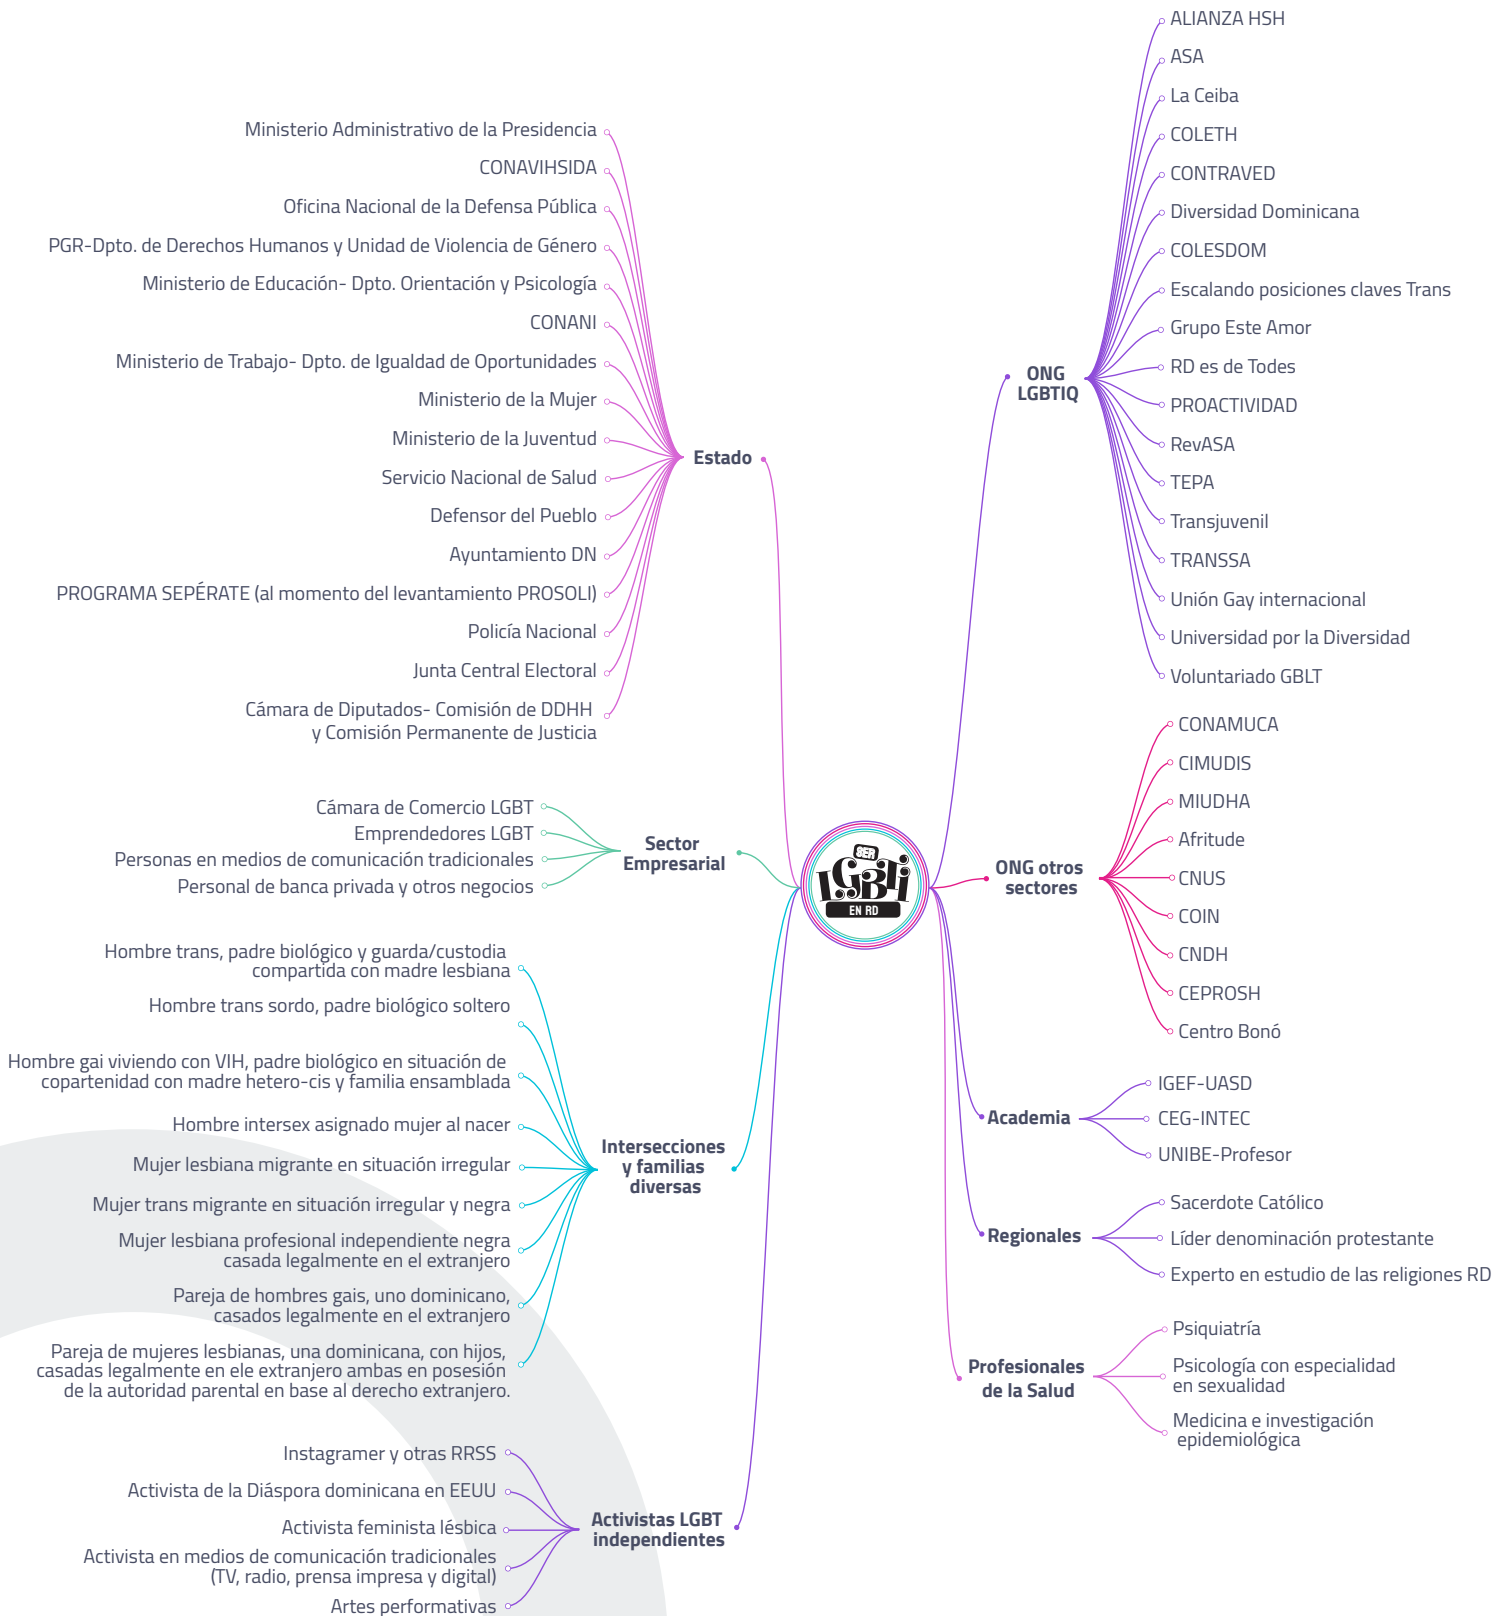 Ministerio Administrativo de la Presidencia
CONAVIHSIDA
Oficina Nacional de la Defensa Pública
PGR-Dpto. de Derechos Humanos y Unidad de Violencia de Género
Ministerio de Educación- Dpto. Orientación y Psicología
CONANI
Ministerio de Trabajo- Dpto. de Igualdad de Oportunidades
Ministerio de la Mujer
Ministerio de la Juventud
Servicio Nacional de Salud
Defensor del Pueblo
Ayuntamiento DN
PROGRAMA SEPÉRATE (al momento del levantamiento PROSOLI)
Policía Nacional
Junta Central Electoral
Cámara de Diputados- Comisión de DDHH
y Comisión Permanente de Justicia
Estado
Cámara de Comercio LGBT
Emprendedores LGBT
Personas en medios de comunicación tradicionales
Personal de banca privada y otros negocios
Sector
Empresarial
Hombre trans, padre biológico y guarda/custodia
compartida con madre lesbiana
Hombre trans sordo, padre biológico soltero
Hombre gai viviendo con VIH, padre biológico en situación de
copartenidad con madre hetero-cis y familia ensamblada
Hombre intersex asignado mujer al nacer
Mujer lesbiana migrante en situación irregular
Mujer trans migrante en situación irregular y negra
Mujer lesbiana profesional independiente negra
casada legalmente en el extranjero
Pareja de hombres gais, uno dominicano,
casados legalmente en el extranjero
Pareja de mujeres lesbianas, una dominicana, con hijos,
casadas legalmente en ele extranjero ambas en posesión
de la autoridad parental en base al derecho extranjero.
Intersecciones
y familias
diversas
Instagramer y otras RRSS
Activista de la Diáspora dominicana en EEUU
Activista feminista lésbica
Activista en medios de comunicación tradicionales
(TV, radio, prensa impresa y digital)
Artes performativas
Activistas LGBT
independientes
SER
LGBTi
EN RD
ONG
LGBTIQ
ALIANZA HSH
ASA
La Ceiba
COLETH
CONTRAVED
Diversidad Dominicana
COLESDOM
Escalando posiciones claves Trans
Grupo Este Amor
RD es de Todes
PROACTIVIDAD
RevASA
TEPA
Transjuvenil
TRANSSA
Unión Gay internacional
Universidad por la Diversidad
Voluntariado GBLT
ONG otros
sectores
CONAMUCA
CIMUDIS
MIUDHA
Afritude
CNUS
COIN
CNDH
CEPROSH
Centro Bonó
Academia
IGEF-UASD
CEG-INTEC
UNIBE-Profesor
Regionales
Sacerdote Católico
Líder denominación protestante
Experto en estudio de las religiones RD
Profesionales
de la Salud
Psiquiatría
Psicología con especialidad
en sexualidad
Medicina e investigación
epidemiológica